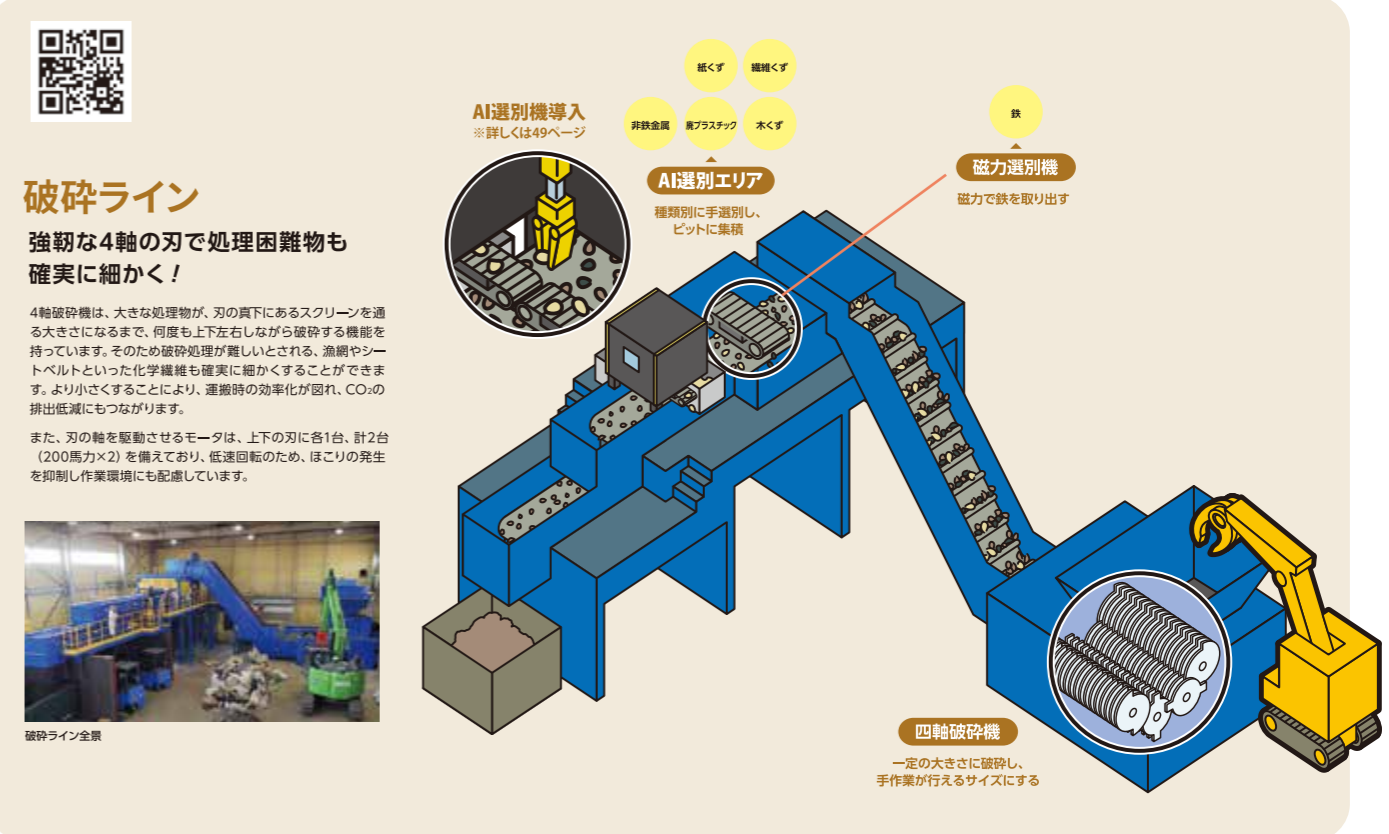 破砕ライン
強靭な4軸の刃で処理困難物も
確実に細かく！
4軸破砕機は、大きな処理物が、刃の真下にあるスクリーンを通
る大きさになるまで、何度も上下左右しながら破砕する機能を
持っています。そのため破砕処理が難しいとされる、漁網やシー
トベルトといった化学繊維も確実に細かくすることができま
す。より小さくすることにより、運搬時の効率化が図れ、CO₂の
排出低減にもつながります。
また、刃の軸を駆動させるモータは、上下の刃に各1台、計2台
（200馬力×2）を備えており、低速回転のため、ほこりの発生
を抑制し作業環境にも配慮しています。
破砕ライン全景
AI選別機導入
※詳しくは49ページ
紙くず
繊維くず
非鉄金属
廃プラスチック
木くず
AI選別エリア
種類別に手選別し、
ピットに集積
鉄
磁力選別機
磁力で鉄を取り出す
四軸破砕機
一定の大きさに破砕し、
手作業が行えるサイズにする